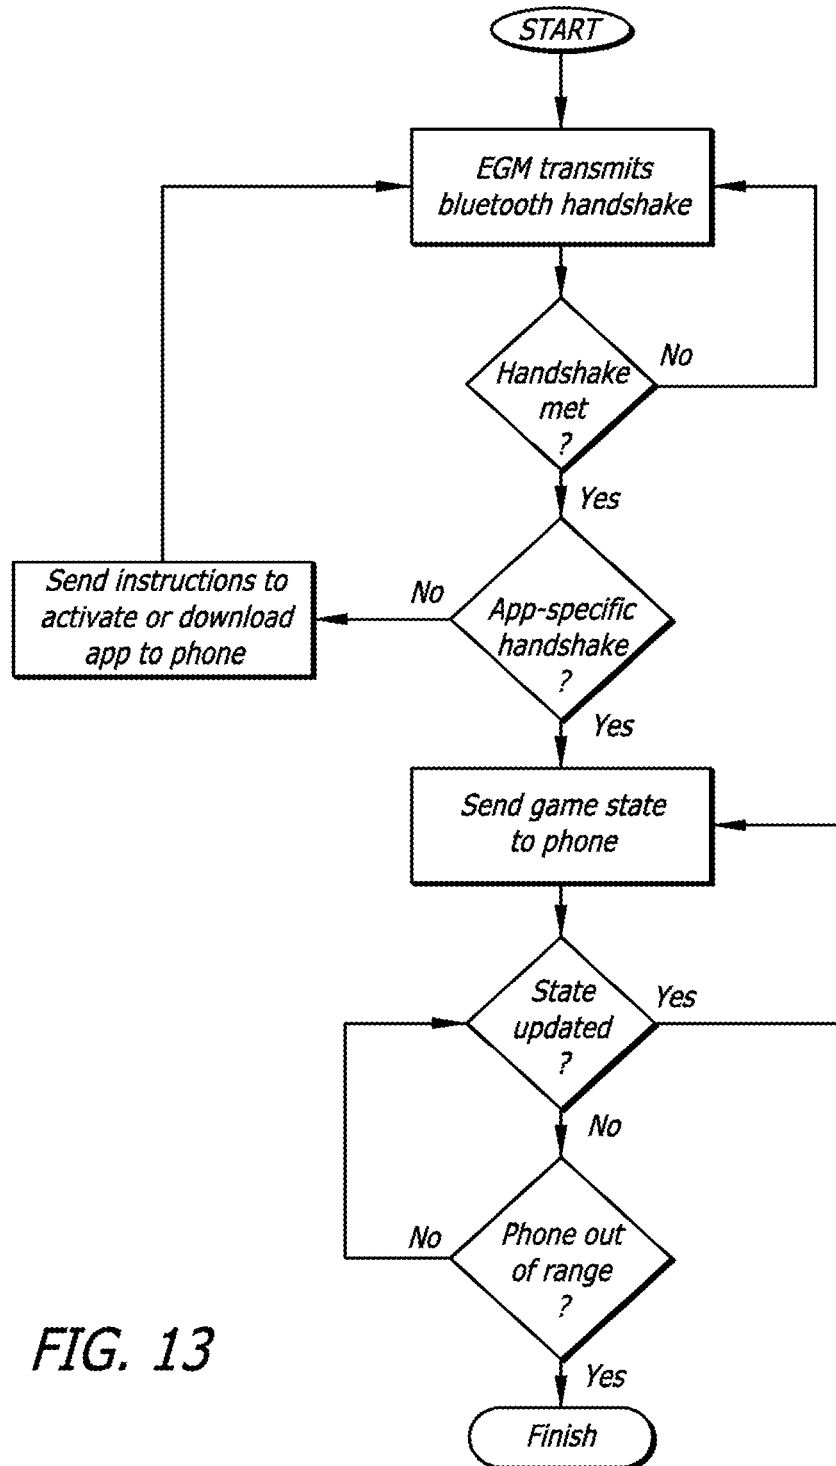 START
EGM transmits
bluetooth handshake
Handshake
met
?
No
Yes
Send instructions to
activate or download
app to phone
No
App-specific
handshake
?
Yes
Send game state
to phone
State
updated
?
Yes
No
No
Phone out
of range
?
Yes
Finish
FIG. 13